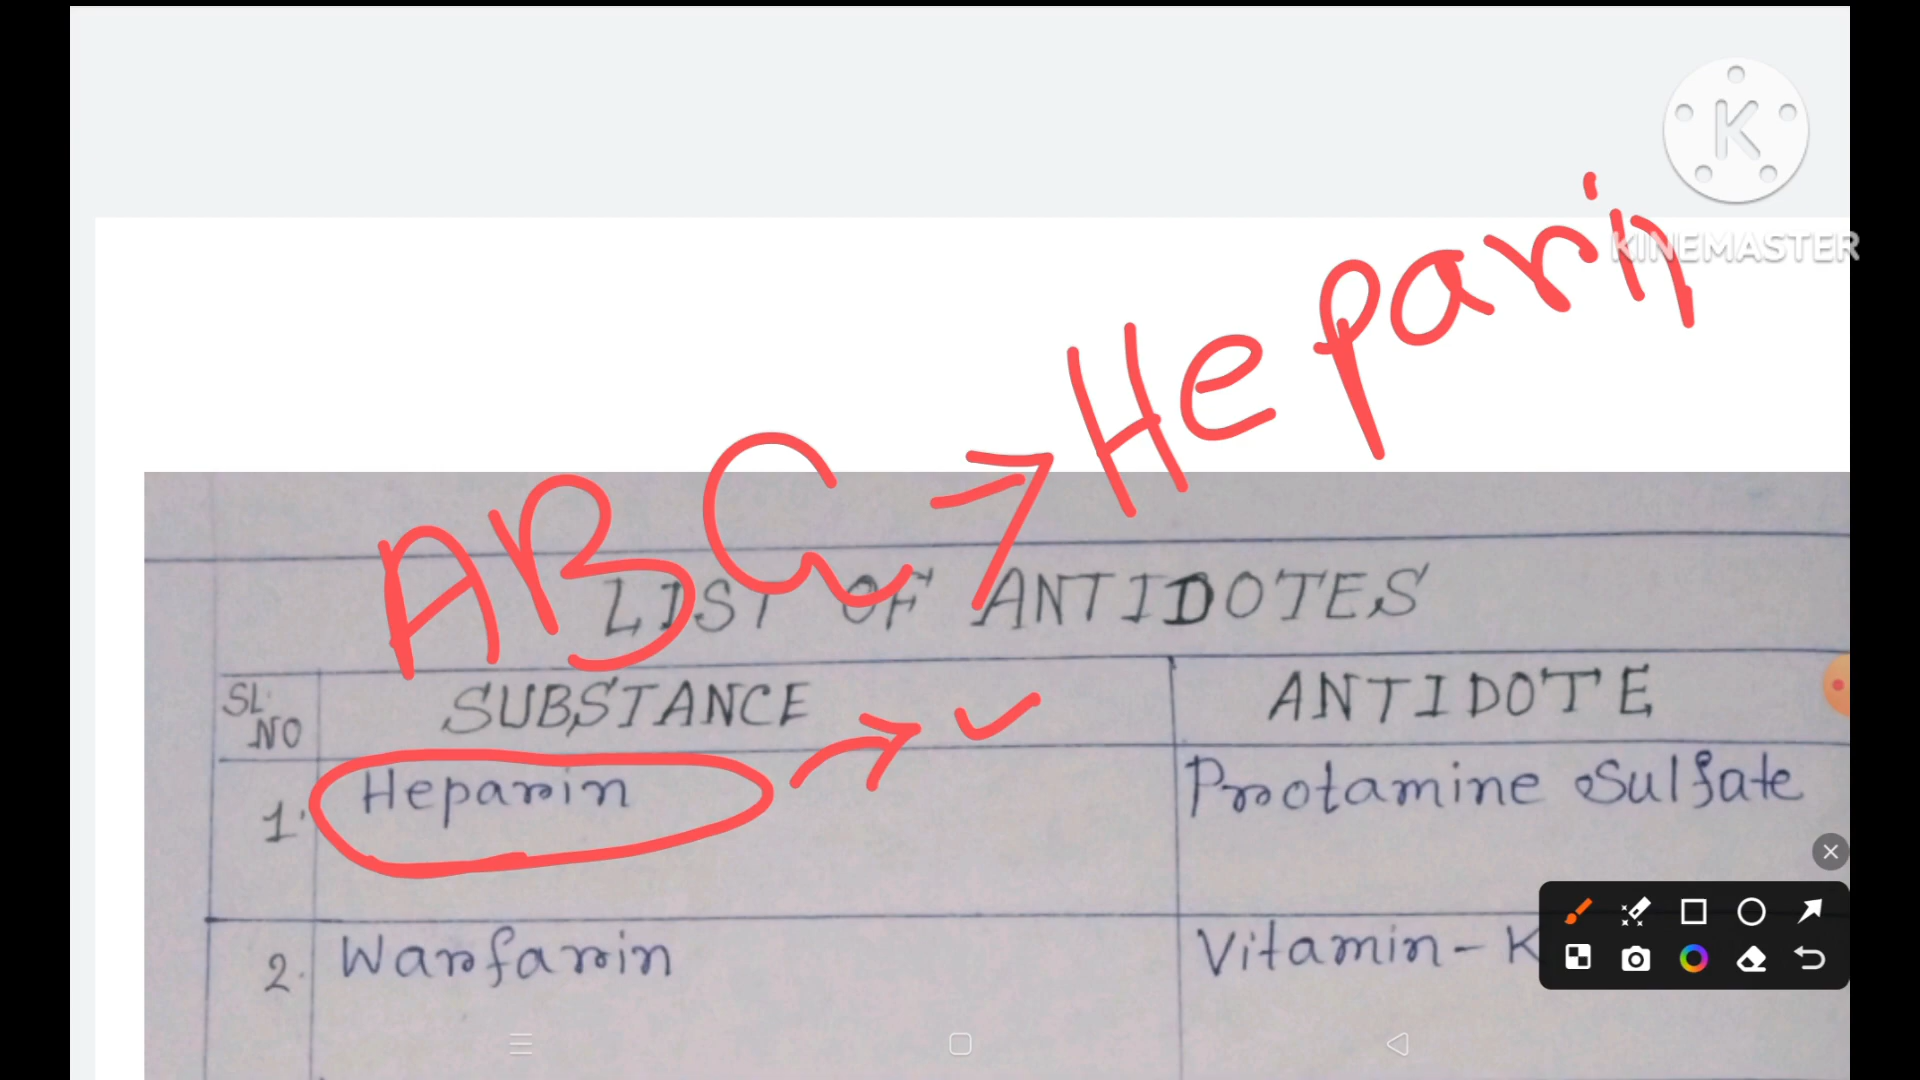 K
KINEMASTER
Heparin
ABC
LIST OF ANTIDOTES
SL. NO SUBSTANCE ANTIDOTE
1. Heparin Protamine Sulfate
2. Warfarin Vitamin - K